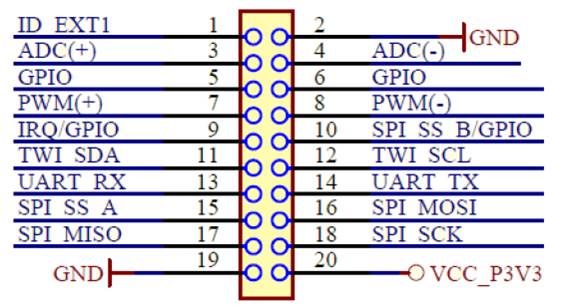 ID_EXT1 1 2 GND
ADC(+) 3 4 ADC(-)
GPIO 5 6 GPIO
PWM(+) 7 8 PWM(-)
IRQ/GPIO 9 10 SPI_SS_B/GPIO
TWI_SDA 11 12 TWI_SCL
UART_RX 13 14 UART_TX
SPI_SS_A 15 16 SPI_MOSI
SPI_MISO 17 18 SPI_SCK
GND 19 20 VCC_P3V3